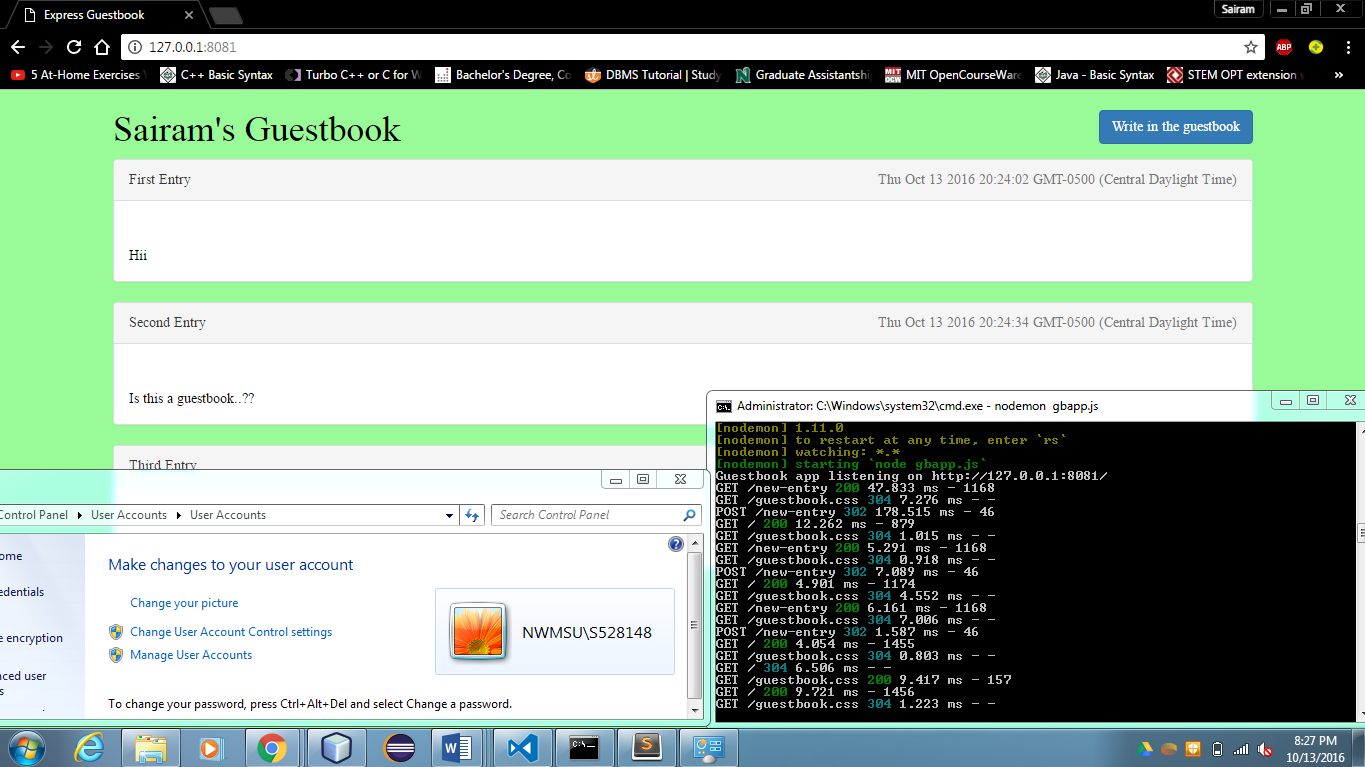 Express Guestbook
Sairam
127.0.0.1:8081
5 At-Home Exercises
C++ Basic Syntax
Turbo C++ or C for W
Bachelor's Degree, Co
DBMS Tutorial | Study
Graduate Assistantshi
MIT OpenCourseWare
Java - Basic Syntax
STEM OPT extension
»
Sairam's Guestbook
Write in the guestbook
First Entry
Thu Oct 13 2016 20:24:02 GMT-0500 (Central Daylight Time)
Hii
Second Entry
Thu Oct 13 2016 20:24:34 GMT-0500 (Central Daylight Time)
Is this a guestbook..??
Third Entry
Control Panel
User Accounts
User Accounts
Search Control Panel
ome
edentials
e encryption
nced user
s
Make changes to your user account
Change your picture
Change User Account Control settings
Manage User Accounts
NWMSU\S528148
To change your password, press Ctrl+Alt+Del and select Change a password.
Administrator: C:\Windows\system32\cmd.exe - nodemon  gbapp.js
[nodemon] 1.11.0
[nodemon] to restart at any time, enter `rs`
[nodemon] watching: *.*
[nodemon] starting `node gbapp.js`
Guestbook app listening on http://127.0.0.1:8081/
GET /new-entry 200 47.833 ms - 1168
GET /guestbook.css 304 7.276 ms - -
POST /new-entry 302 178.515 ms - 46
GET / 200 12.262 ms - 879
GET /guestbook.css 304 1.015 ms - -
GET /new-entry 200 5.291 ms - 1168
GET /guestbook.css 304 0.918 ms - -
POST /new-entry 302 7.089 ms - 46
GET / 200 4.901 ms - 1174
GET /guestbook.css 304 4.552 ms - -
GET /new-entry 200 6.161 ms - 1168
GET /guestbook.css 304 7.006 ms - -
POST /new-entry 302 1.587 ms - 46
GET / 200 4.054 ms - 1455
GET /guestbook.css 304 0.803 ms - -
GET / 304 6.506 ms - -
GET /guestbook.css 200 9.417 ms - 157
GET / 200 9.721 ms - 1456
GET /guestbook.css 304 1.223 ms - -
8:27 PM
10/13/2016